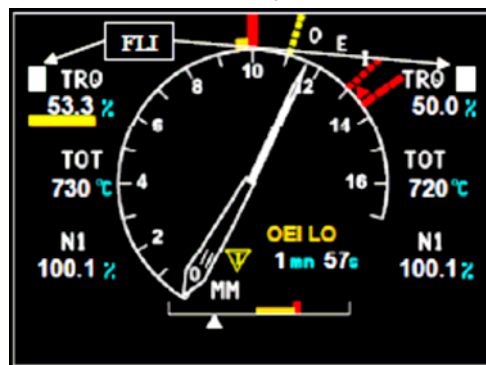 FLI
O
E
I
TRQ
53.3 %
TOT
730 °C
N1
100.1 %
0
2
4
6
8
10
12
14
16
OEI LO
1 mn 57s
MM
TRQ
50.0 %
TOT
720 °C
N1
100.1 %